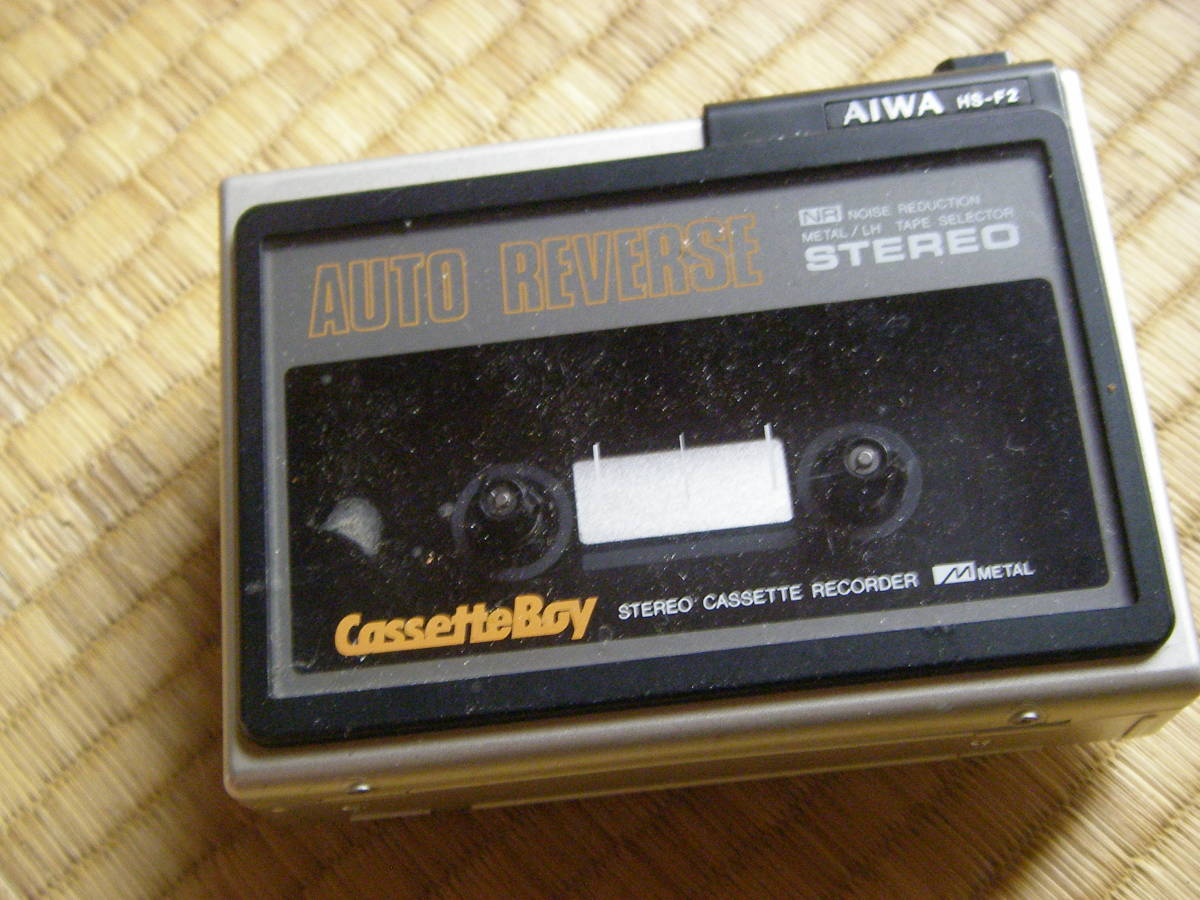 AIWA HS-F2
NR NOISE REDUCTION
METAL/LH TAPE SELECTOR
AUTO REVERSE STEREO
CassetteBoy STEREO CASSETTE RECORDER METAL